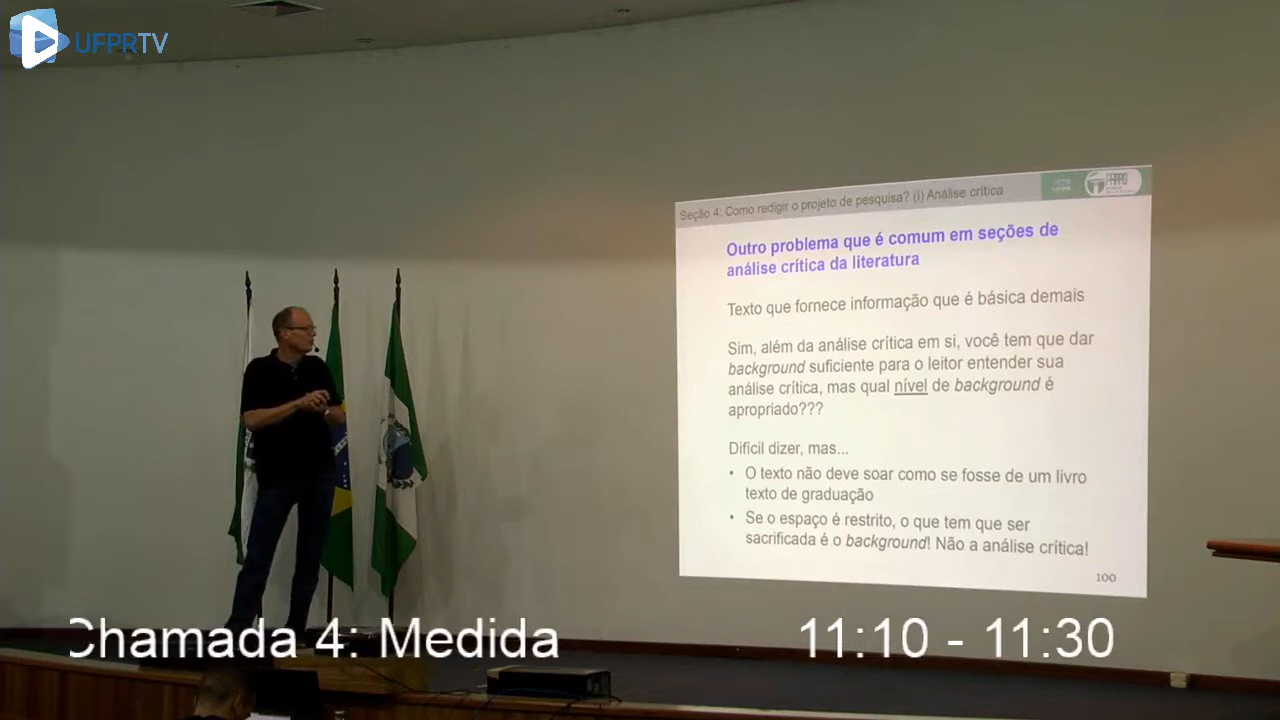 UFPRTV
Seção 4: Como redigir o projeto de pesquisa? (I) Análise crítica
Outro problema que é comum em seções de
análise crítica da literatura
Texto que fornece informação que é básica demais
Sim, além da análise crítica em si, você tem que dar
background suficiente para o leitor entender sua
análise crítica, mas qual nível de background é
apropriado???
Difícil dizer, mas...
• O texto não deve soar como se fosse de um livro
texto de graduação
• Se o espaço é restrito, o que tem que ser
sacrificada é o background! Não a análise crítica!
100
Chamada 4: Medida 11:10 - 11:30